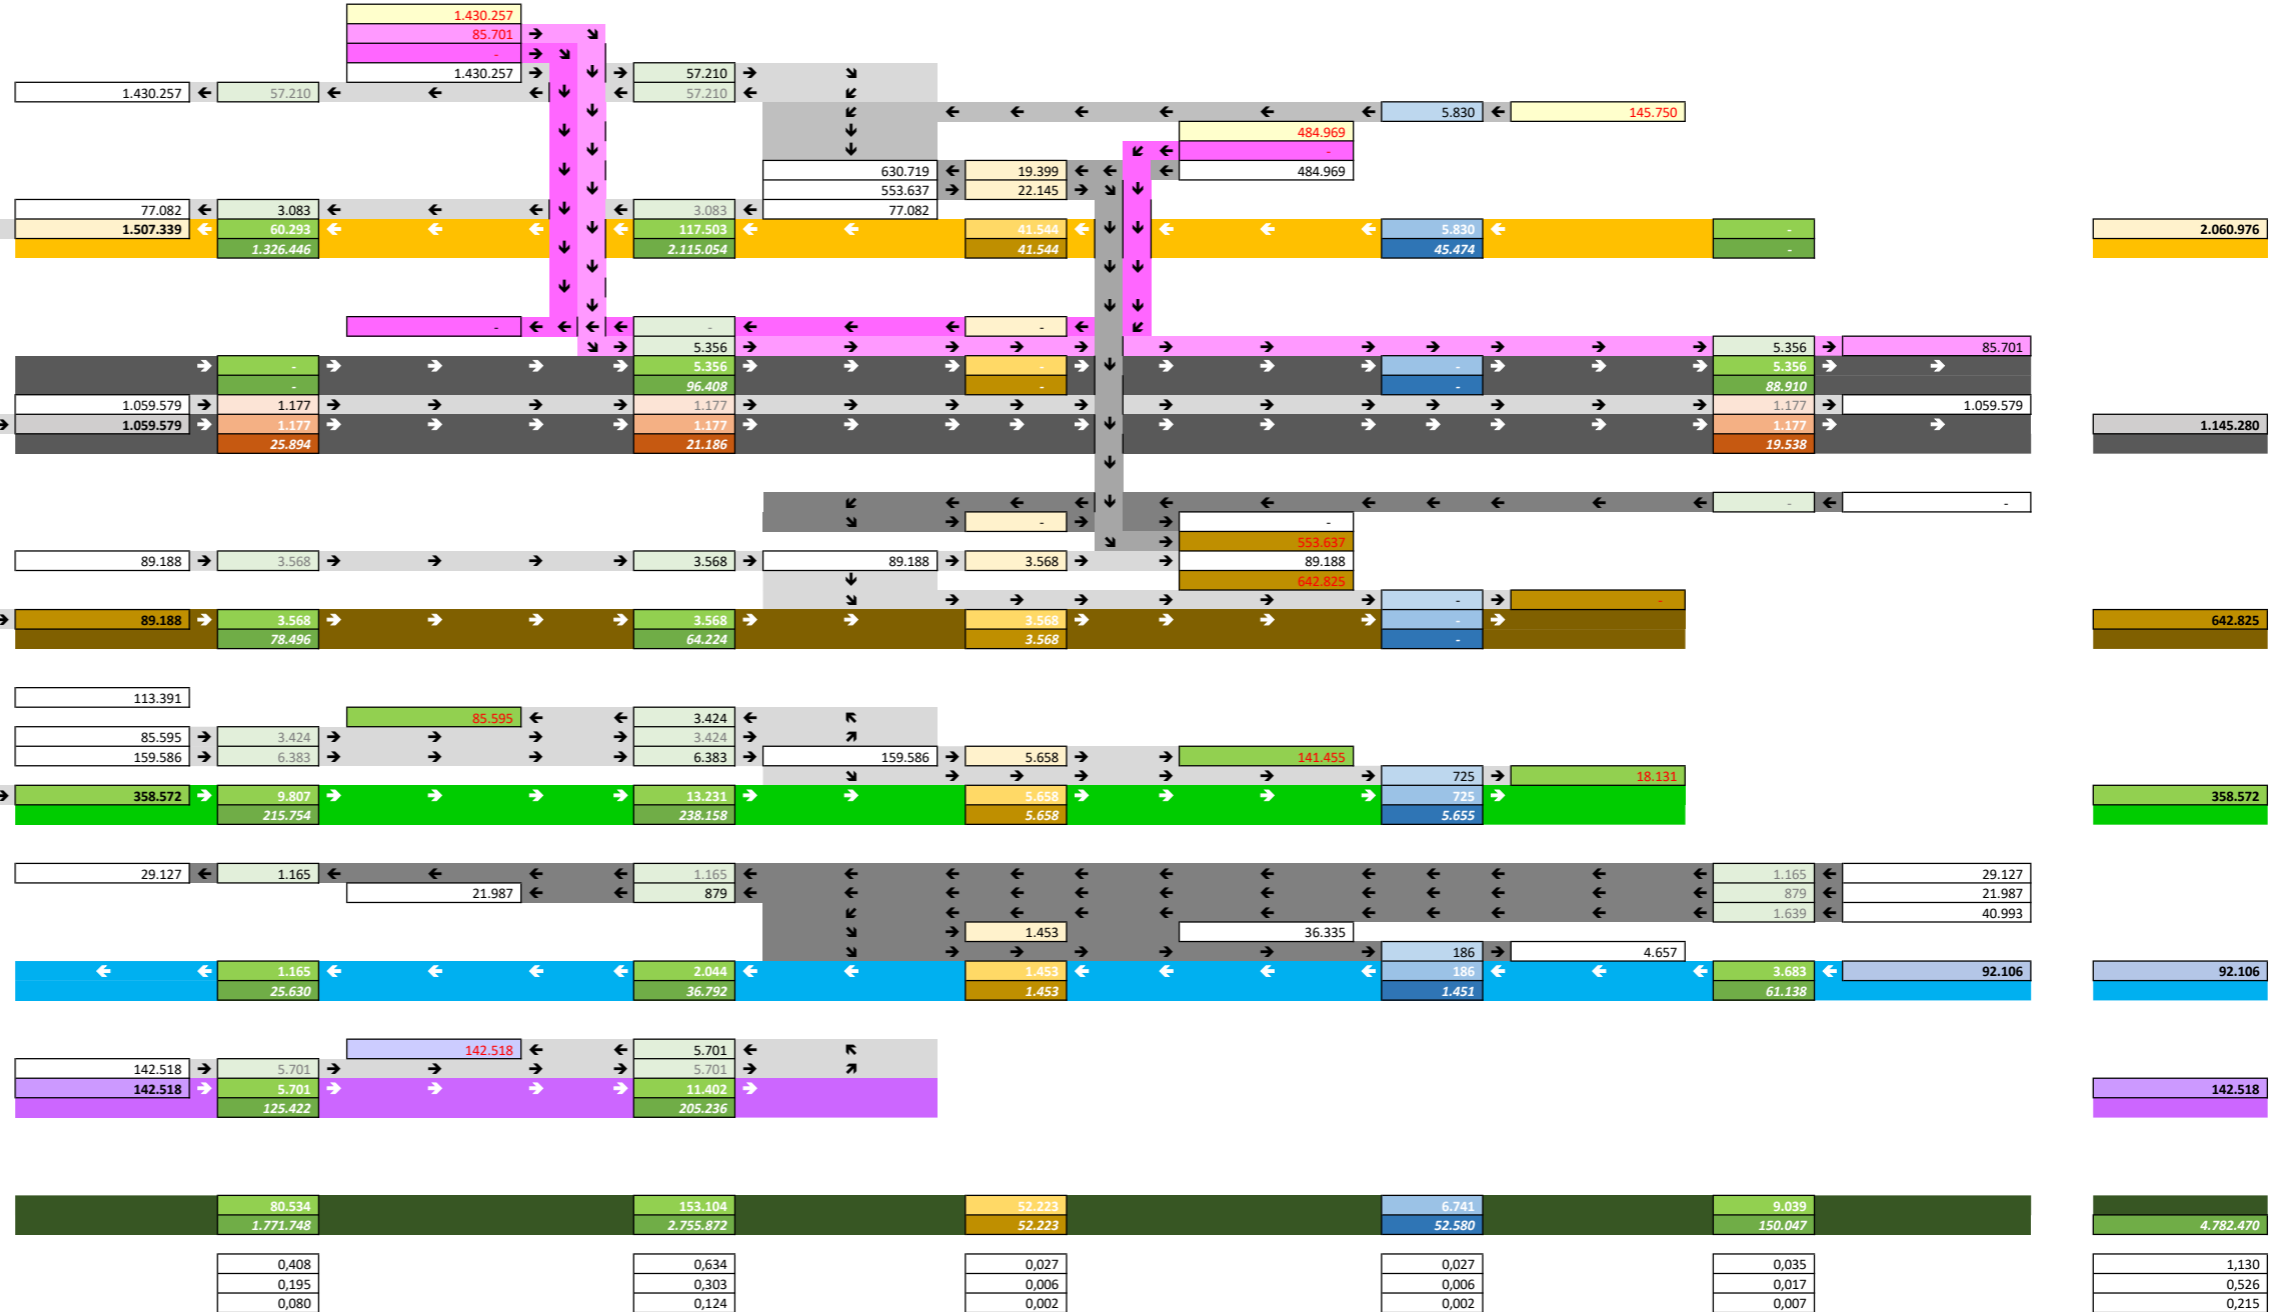 1.430.257
85.701
-
-
1.430.257 57.210
1.430.257 57.210 57.210
5.830 145.750
484.969
-
630.719 19.399 484.969
553.637 22.145
77.082 3.083 3.083 77.082
1.507.339 60.293 117.503 41.544 5.830 - 2.060.976
1.326.446 2.115.054 41.544 45.474 -
- - -
5.356 5.356 85.701
- 5.356 - - 5.356
- 96.408 - - 88.910
1.059.579 1.177 1.177 1.177 1.059.579
1.059.579 1.177 1.177 1.177 1.145.280
25.894 21.186 19.538
- -
- -
553.637
89.188 3.568 3.568 89.188 3.568 89.188
642.825
- -
89.188 3.568 3.568 3.568 - 642.825
78.496 64.224 3.568 -
113.391
85.595 3.424
85.595 3.424 3.424
159.586 6.383 6.383 159.586 5.658 141.455
725 18.131
358.572 9.807 13.231 5.658 725 358.572
215.754 238.158 5.658 5.655
29.127 1.165 1.165 1.165 29.127
21.987 879 879 21.987
1.639 40.993
1.453 36.335
186 4.657
1.165 2.044 1.453 186 3.683 92.106 92.106
25.630 36.792 1.453 1.451 61.138
142.518 5.701
142.518 5.701 5.701
142.518 5.701 11.402 142.518
125.422 205.236
80.534 153.104 52.223 6.741 9.039
1.771.748 2.755.872 52.223 52.580 150.047 4.782.470
0,408 0,634 0,027 0,027 0,035 1,130
0,195 0,303 0,006 0,006 0,017 0,526
0,080 0,124 0,002 0,002 0,007 0,215